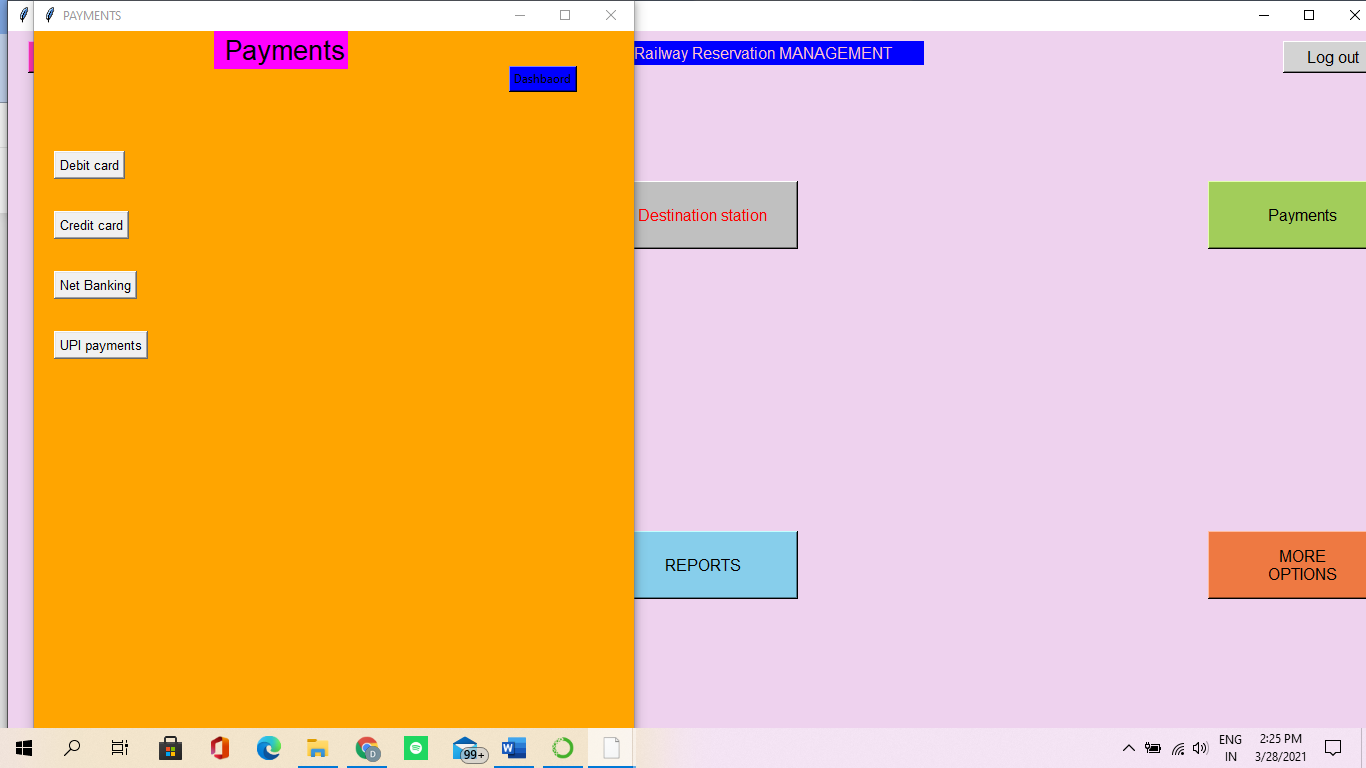 PAYMENTS
Payments
Railway Reservation MANAGEMENT
Log out
Dashbaord
Debit card
Credit card
Net Banking
UPI payments
Destination station
Payments
REPORTS
MORE
OPTIONS
D
99+
W
ENG
IN
2:25 PM
3/28/2021